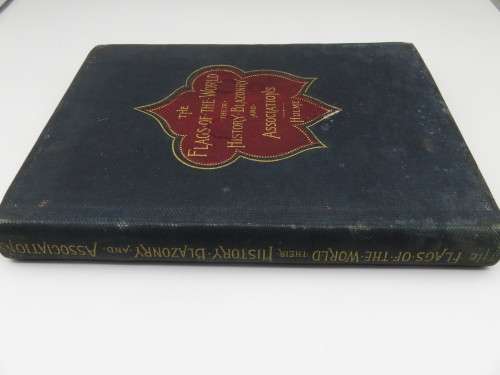 THE
FLAGS·OF·THE·WORLD
THEIR
HISTORY·BLAZONRY
AND
ASSOCIATIONS
HULME
THE FLAGS·OF·THE·WORLD THEIR HISTORY·BLAZONRY AND ASSOCIATIONS